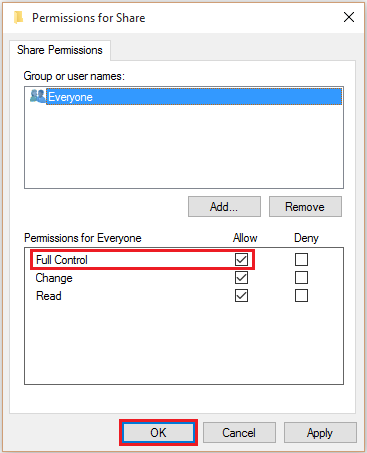 Permissions for Share
Share Permissions
Group or user names:
Everyone
Add... Remove
Permissions for Everyone Allow Deny
Full Control
Change
Read
OK Cancel Apply